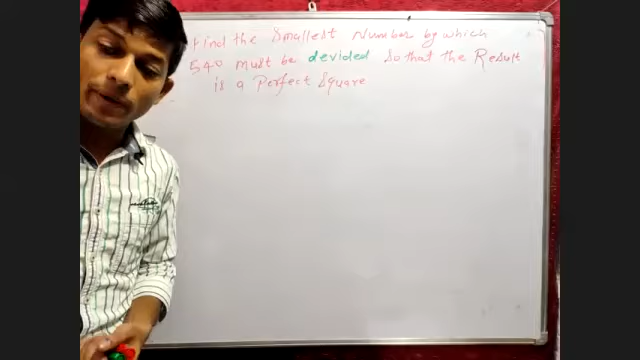 Find the Smallest Number by which
540 must be devided So that the Result
is a Perfect Square